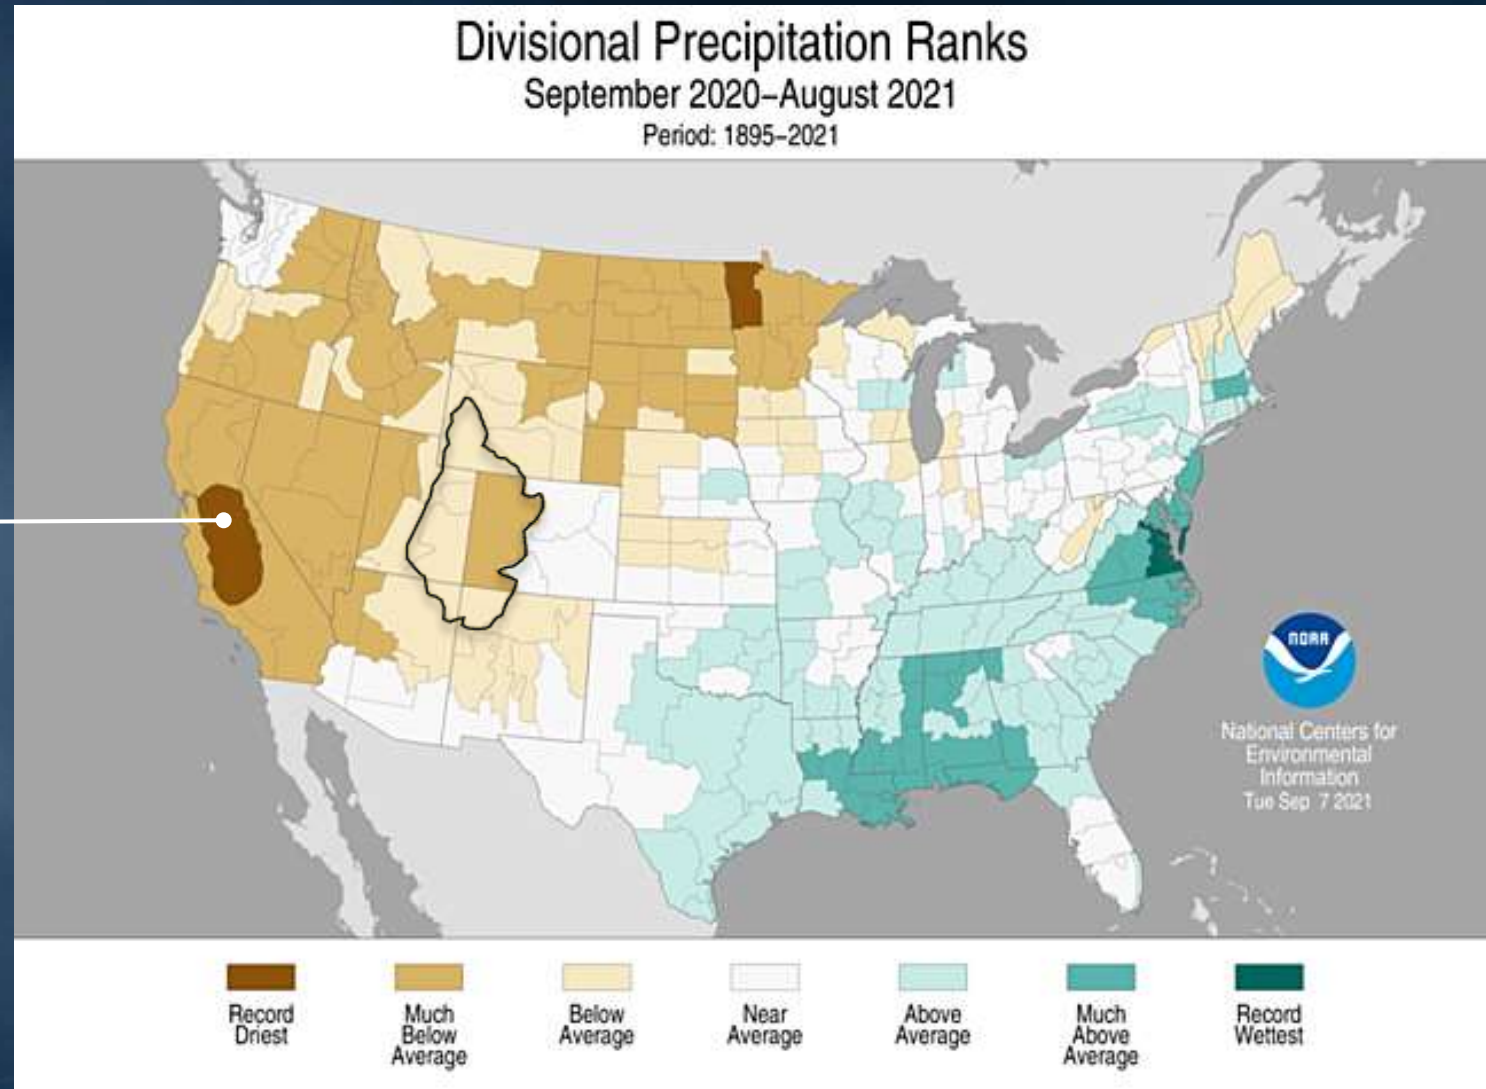 Divisional Precipitation Ranks
September 2020–August 2021
Period: 1895–2021
NOAA
National Centers for
Environmental
Information
Tue Sep 7 2021
Record
Driest
Much
Below
Average
Below
Average
Near
Average
Above
Average
Much
Above
Average
Record
Wettest